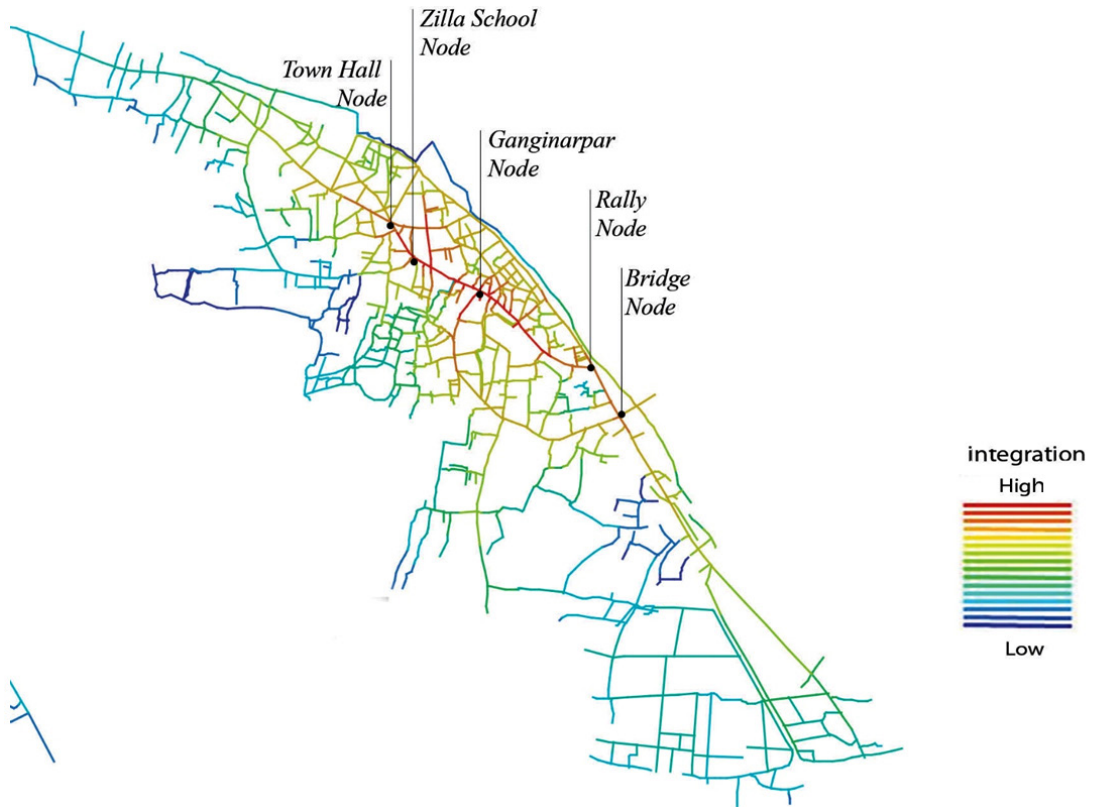 Zilla School
Node
Town Hall
Node
Ganginarpar
Node
Rally
Node
Bridge
Node
integration
High
Low